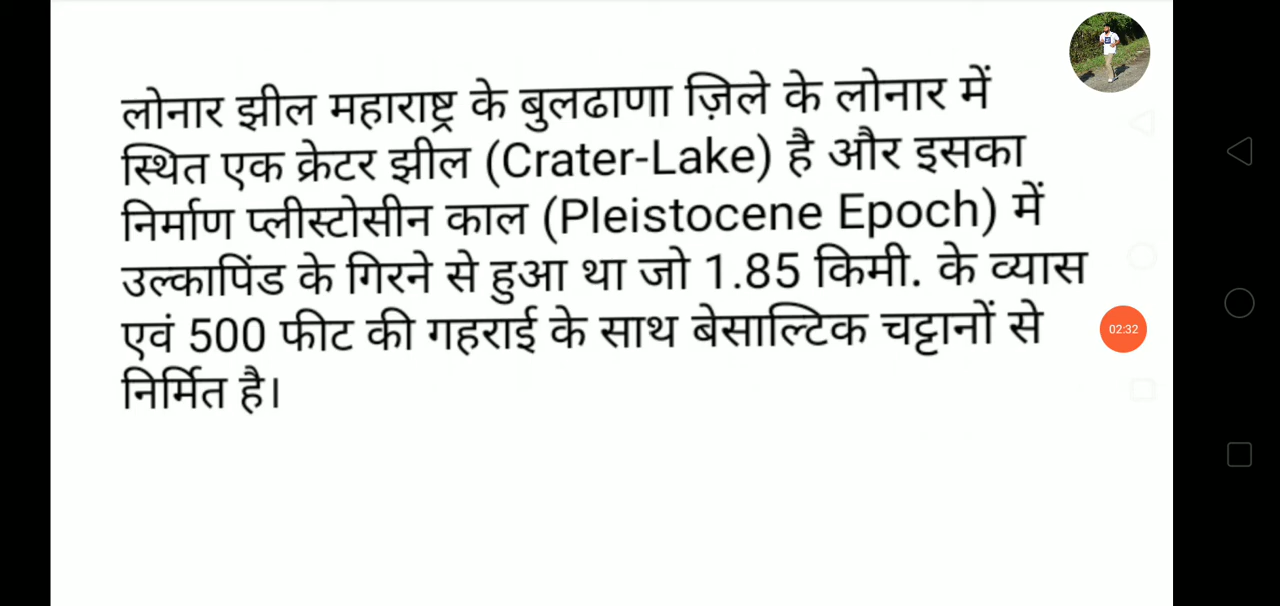 लोनार झील महाराष्ट्र के बुलढाणा ज़िले के लोनार में
स्थित एक क्रेटर झील (Crater-Lake) है और इसका
निर्माण प्लीस्टोसीन काल (Pleistocene Epoch) में
उल्कापिंड के गिरने से हुआ था जो 1.85 किमी. के व्यास
एवं 500 फीट की गहराई के साथ बेसाल्टिक चट्टानों से
निर्मित है।
02:32